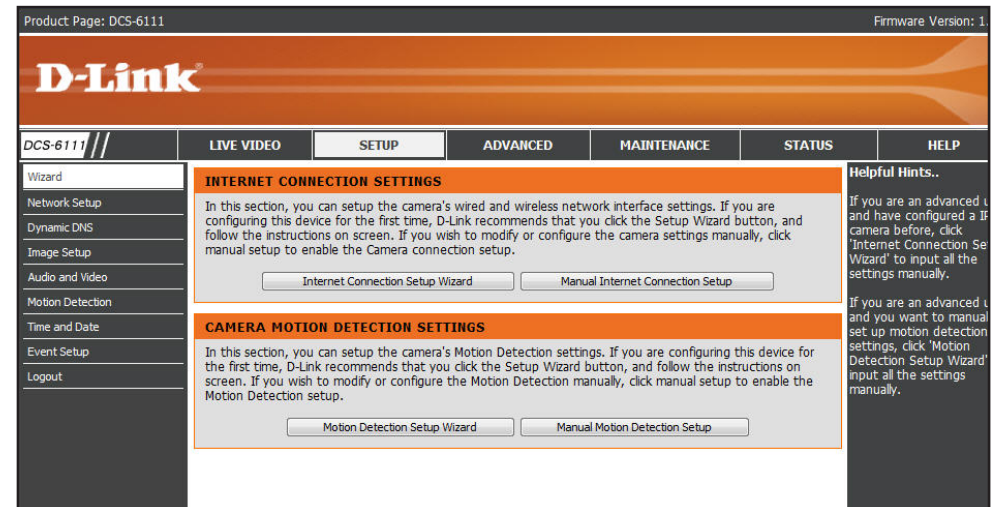 Product Page: DCS-6111
Firmware Version: 1.
D-Link®
DCS-6111
LIVE VIDEO
SETUP
ADVANCED
MAINTENANCE
STATUS
HELP
Wizard
Network Setup
Dynamic DNS
Image Setup
Audio and Video
Motion Detection
Time and Date
Event Setup
Logout
INTERNET CONNECTION SETTINGS
In this section, you can setup the camera's wired and wireless network interface settings. If you are
configuring this device for the first time, D-Link recommends that you click the Setup Wizard button, and
follow the instructions on screen. If you wish to modify or configure the camera settings manually, click
manual setup to enable the Camera connection setup.
Internet Connection Setup Wizard
Manual Internet Connection Setup
CAMERA MOTION DETECTION SETTINGS
In this section, you can setup the camera's Motion Detection settings. If you are configuring this device for
the first time, D-Link recommends that you click the Setup Wizard button, and follow the instructions on
screen. If you wish to modify or configure the Motion Detection manually, click manual setup to enable the
Motion Detection setup.
Motion Detection Setup Wizard
Manual Motion Detection Setup
Helpful Hints..
If you are an advanced
and have configured a
camera before, click
'Internet Connection Se
Wizard' to input all the
settings manually.
If you are an advanced
and you want to manual
set up motion detection
settings, click 'Motion
Detection Setup Wizard'
input all the settings
manually.